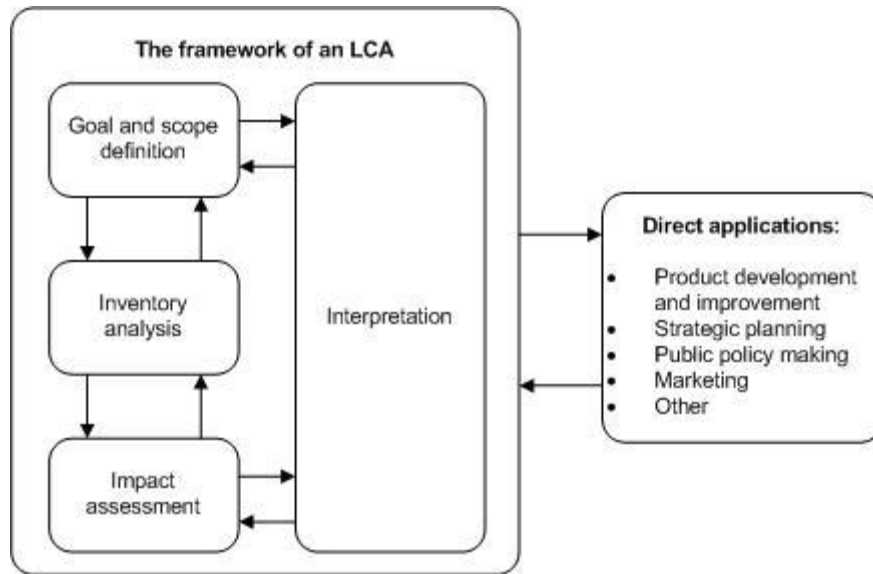 The framework of an LCA
Goal and scope
definition
Inventory
analysis
Impact
assessment
Interpretation
Direct applications:
• Product development
and improvement
• Strategic planning
• Public policy making
• Marketing
• Other